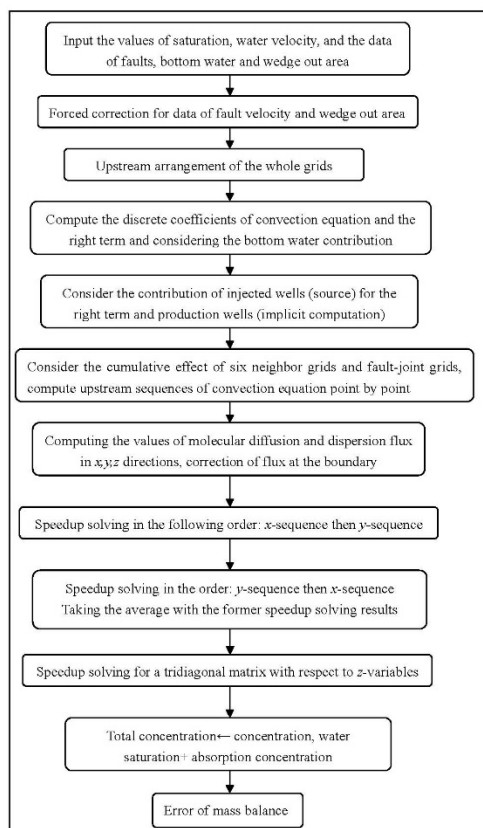 Input the values of saturation, water velocity, and the data
of faults, bottom water and wedge out area
Forced correction for data of fault velocity and wedge out area
Upstream arrangement of the whole grids
Compute the discrete coefficients of convection equation and the
right term and considering the bottom water contribution
Consider the contribution of injected wells (source) for the
right term and production wells (implicit computation)
Consider the cumulative effect of six neighbor grids and fault-joint grids,
compute upstream sequences of convection equation point by point
Computing the values of molecular diffusion and dispersion flux
in x,y,z directions, correction of flux at the boundary
Speedup solving in the following order: x-sequence then y-sequence
Speedup solving in the order: y-sequence then x-sequence
Taking the average with the former speedup solving results
Speedup solving for a tridiagonal matrix with respect to z-variables
Total concentration← concentration, water
saturation+ absorption concentration
Error of mass balance